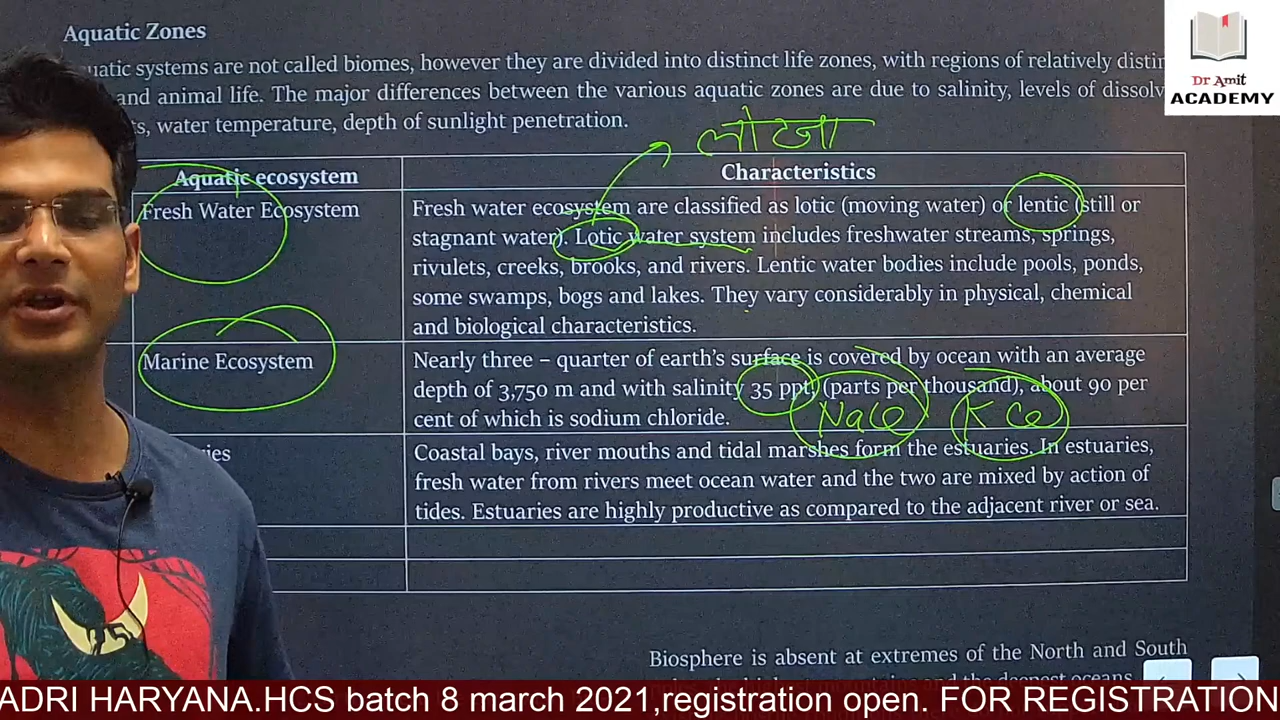 Aquatic Zones
uatic systems are not called biomes, however they are divided into distinct life zones, with regions of relatively distin
and animal life. The major differences between the various aquatic zones are due to salinity, levels of dissolv
ts, water temperature, depth of sunlight penetration.
Dr Amit
ACADEMY
लोटजा
Aquatic ecosystem
Characteristics
Fresh Water Ecosystem
Fresh water ecosystem are classified as lotic (moving water) or lentic (still or
stagnant water). Lotic water system includes freshwater streams, springs,
rivulets, creeks, brooks, and rivers. Lentic water bodies include pools, ponds,
some swamps, bogs and lakes. They vary considerably in physical, chemical
and biological characteristics.
Marine Ecosystem
Nearly three – quarter of earth's surface is covered by ocean with an average
depth of 3,750 m and with salinity 35 ppt, (parts per thousand), about 90 per
cent of which is sodium chloride.
NaCl KCl
ries
Coastal bays, river mouths and tidal marshes form the estuaries. In estuaries,
fresh water from rivers meet ocean water and the two are mixed by action of
tides. Estuaries are highly productive as compared to the adjacent river or sea.
Biosphere is absent at extremes of the North and South
deepest oceans
ADRI HARYANA.HCS batch 8 march 2021,registration open. FOR REGISTRATION